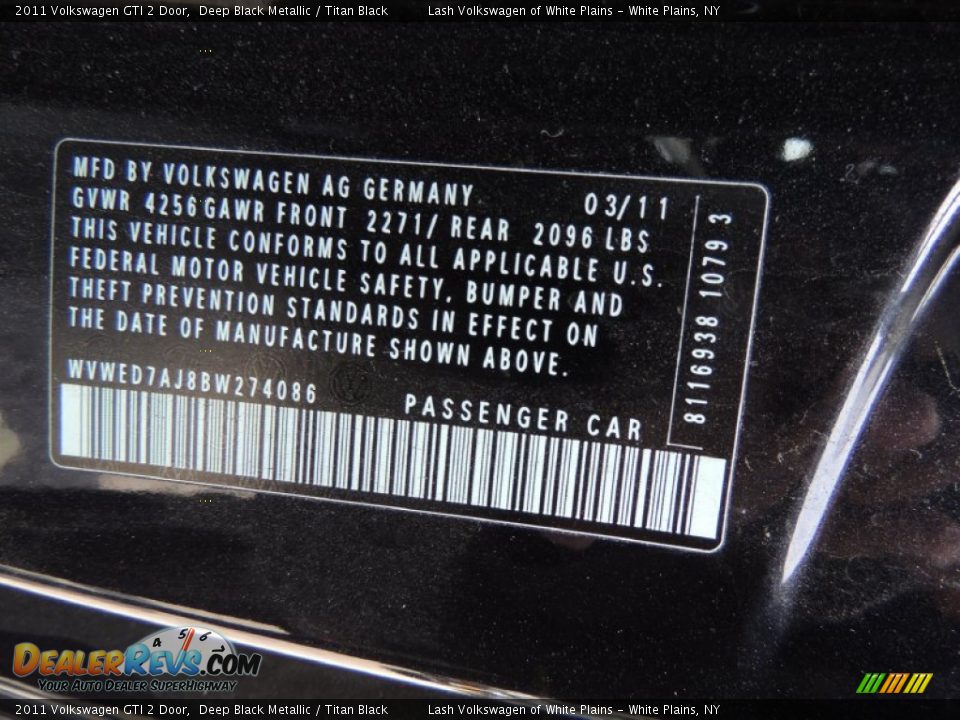 2011 Volkswagen GTI 2 Door, Deep Black Metallic / Titan Black Lash Volkswagen of White Plains - White Plains, NY
MFD BY VOLKSWAGEN AG GERMANY 03/11
GVWR 4256 GAWR FRONT 2271/ REAR 2096 LBS
THIS VEHICLE CONFORMS TO ALL APPLICABLE U.S.
FEDERAL MOTOR VEHICLE SAFETY, BUMPER AND
THEFT PREVENTION STANDARDS IN EFFECT ON
THE DATE OF MANUFACTURE SHOWN ABOVE.
WVWED7AJ8BW274086 PASSENGER CAR
8116938 1079 3
4 5 6
DealerRevs.com
Your Auto Dealer SuperHighway
2011 Volkswagen GTI 2 Door, Deep Black Metallic / Titan Black Lash Volkswagen of White Plains - White Plains, NY